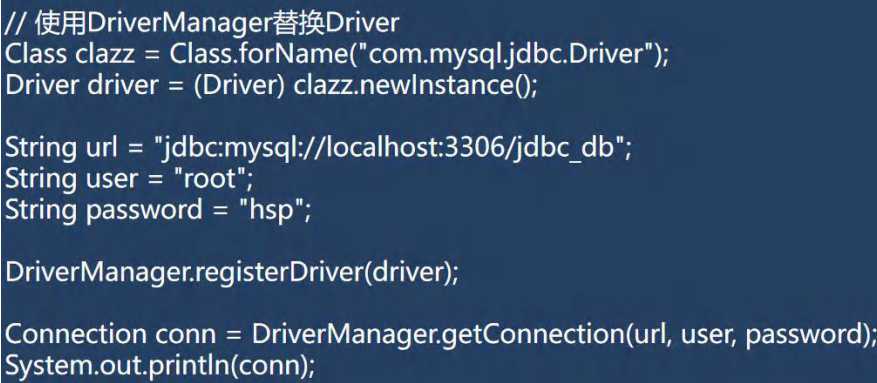 // 使用DriverManager替换Driver
Class clazz = Class.forName("com.mysql.jdbc.Driver");
Driver driver = (Driver) clazz.newInstance();
String url = "jdbc:mysql://localhost:3306/jdbc_db";
String user = "root";
String password = "hsp";
DriverManager.registerDriver(driver);
Connection conn = DriverManager.getConnection(url, user, password);
System.out.println(conn);